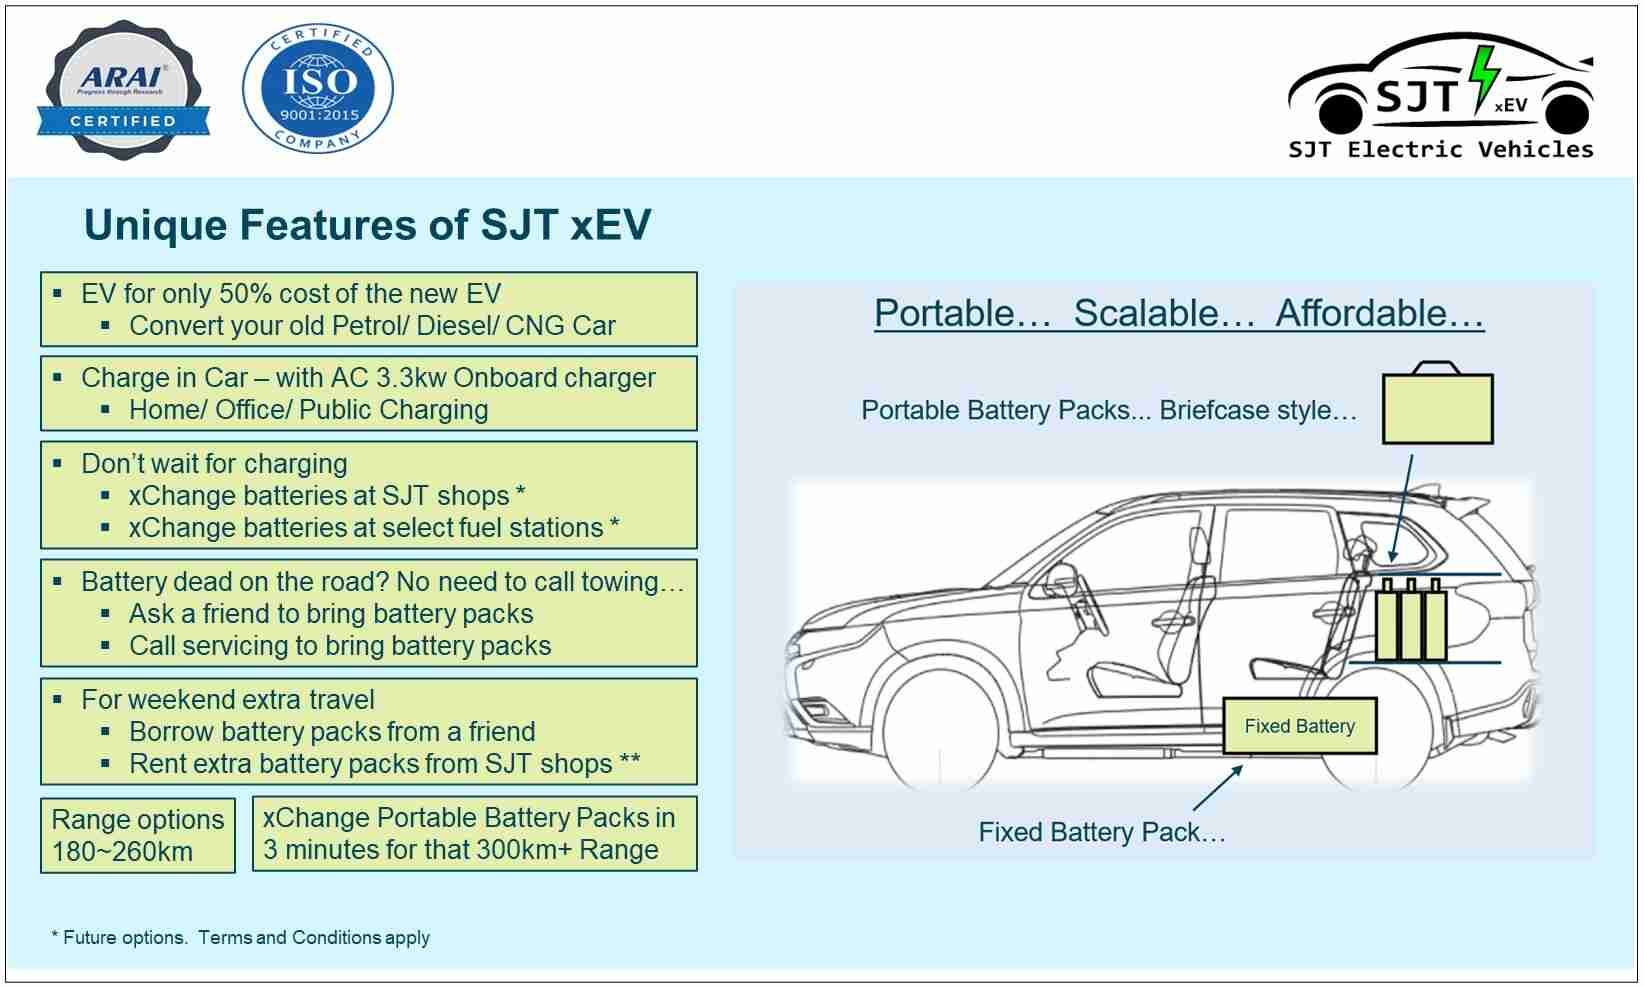 ARAI®
Progress through Research
CERTIFIED
CERTIFIED
ISO
9001:2015
COMPANY
SJT xEV
SJT Electric Vehicles
Unique Features of SJT xEV
▪ EV for only 50% cost of the new EV
▪ Convert your old Petrol/ Diesel/ CNG Car
▪ Charge in Car – with AC 3.3kw Onboard charger
▪ Home/ Office/ Public Charging
▪ Don’t wait for charging
▪ xChange batteries at SJT shops *
▪ xChange batteries at select fuel stations *
▪ Battery dead on the road? No need to call towing…
▪ Ask a friend to bring battery packs
▪ Call servicing to bring battery packs
▪ For weekend extra travel
▪ Borrow battery packs from a friend
▪ Rent extra battery packs from SJT shops **
Range options
180~260km
xChange Portable Battery Packs in
3 minutes for that 300km+ Range
* Future options. Terms and Conditions apply
Portable… Scalable… Affordable…
Portable Battery Packs... Briefcase style…
Fixed Battery
Fixed Battery Pack…